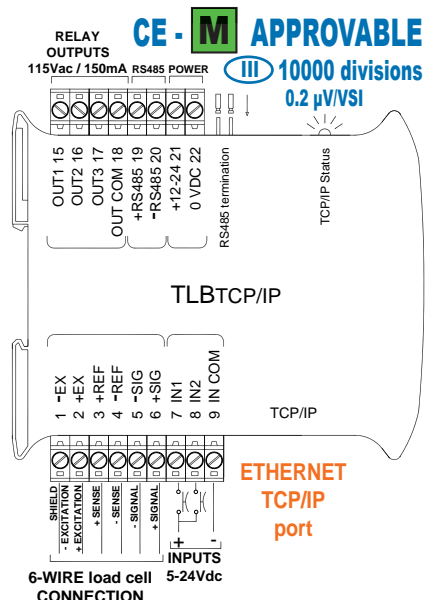 CE - M APPROVABLE
III 10000 divisions
0.2 µV/VSI
RELAY
OUTPUTS
115Vac / 150mA
RS485
POWER
OUT1 15
OUT2 16
OUT3 17
OUT COM 18
+RS485 19
-RS485 20
+12-24 21
0 VDC 22
RS485 termination
TCP/IP Status
TLBTCP/IP
1 -EX
2 +EX
3 +REF
4 -REF
5 -SIG
6 +SIG
7 IN1
8 IN2
9 IN COM
TCP/IP
SHIELD
- EXCITATION
+ EXCITATION
+ SENSE
- SENSE
- SIGNAL
+ SIGNAL
+ -
INPUTS
5-24Vdc
6-WIRE load cell
CONNECTION
ETHERNET
TCP/IP
port